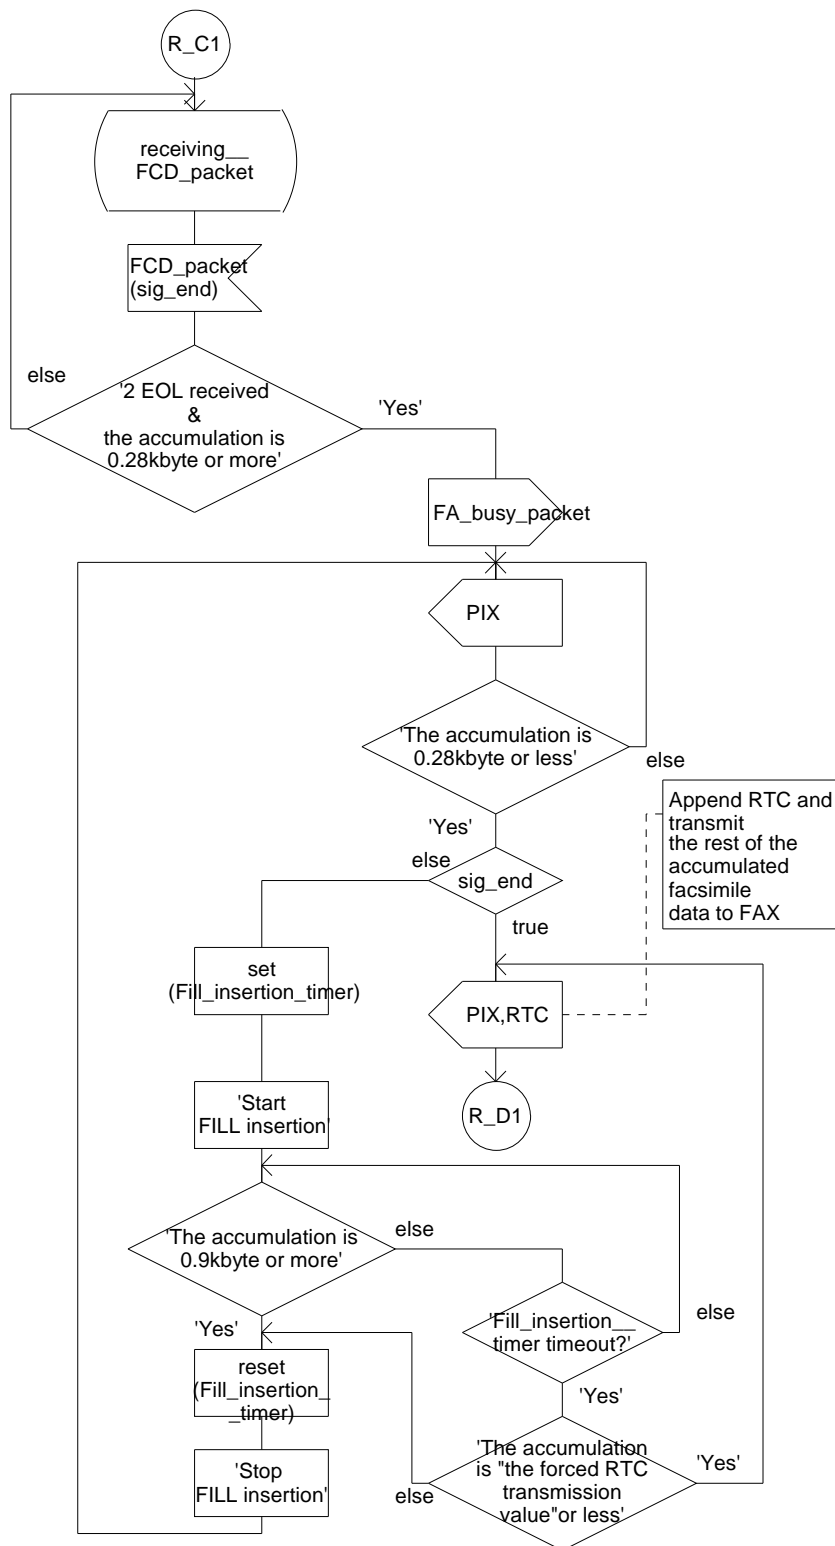 R_C1
receiving__
FCD_packet
FCD_packet
(sig_end)
else
'2 EOL received
&
the accumulation is
0.28kbyte or more'
'Yes'
FA_busy_packet
PIX
'The accumulation is
0.28kbyte or less'
else
'Yes'
Append RTC and
transmit
the rest of the
accumulated
facsimile
data to FAX
else
sig_end
true
set
(Fill_insertion_timer)
PIX,RTC
'Start
FILL insertion'
R_D1
'The accumulation is
0.9kbyte or more'
else
'Yes'
'Fill_insertion__
timer timeout?'
else
reset
(Fill_insertion_
_timer)
'Yes'
'Stop
FILL insertion'
else
'The accumulation
is "the forced RTC
transmission
value"or less'
'Yes'